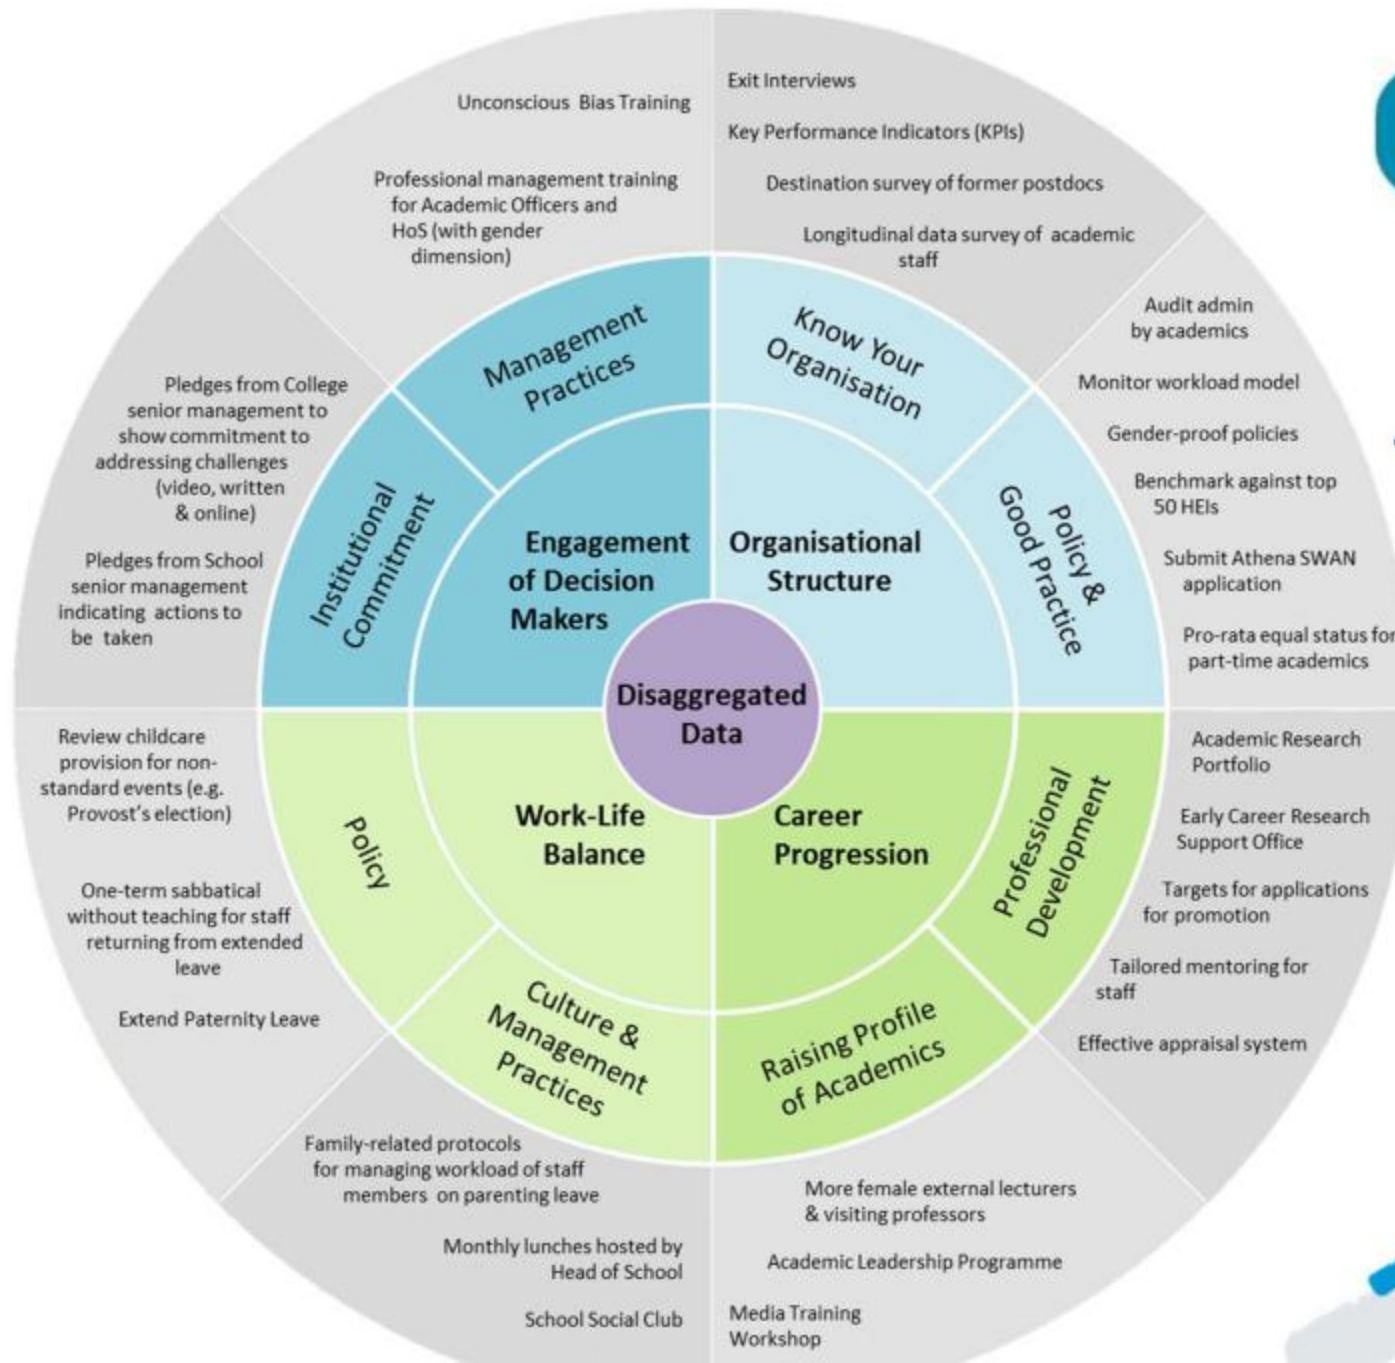 Unconscious Bias Training
Professional management training
for Academic Officers and
HoS (with gender
dimension)
Exit Interviews
Key Performance Indicators (KPIs)
Destination survey of former postdocs
Longitudinal data survey of academic
staff
Audit admin
by academics
Monitor workload model
Gender-proof policies
Benchmark against top
50 HEIs
Submit Athena SWAN
application
Pro-rata equal status for
part-time academics
Pledges from College
senior management to
show commitment to
addressing challenges
(video, written
& online)
Pledges from School
senior management
indicating actions to
be taken
Management
Practices
Know Your
Organisation
Institutional
Commitment
Policy &
Good Practice
Engagement
of Decision
Makers
Organisational
Structure
Disaggregated
Data
Work-Life
Balance
Career
Progression
Policy
Professional
Development
Culture &
Management
Practices
Raising Profile
of Academics
Review childcare
provision for non-
standard events (e.g.
Provost's election)
One-term sabbatical
without teaching for staff
returning from extended
leave
Extend Paternity Leave
Academic Research
Portfolio
Early Career Research
Support Office
Targets for applications
for promotion
Tailored mentoring for
staff
Effective appraisal system
Family-related protocols
for managing workload of staff
members on parenting leave
Monthly lunches hosted by
Head of School
School Social Club
More female external lecturers
& visiting professors
Academic Leadership Programme
Media Training
Workshop